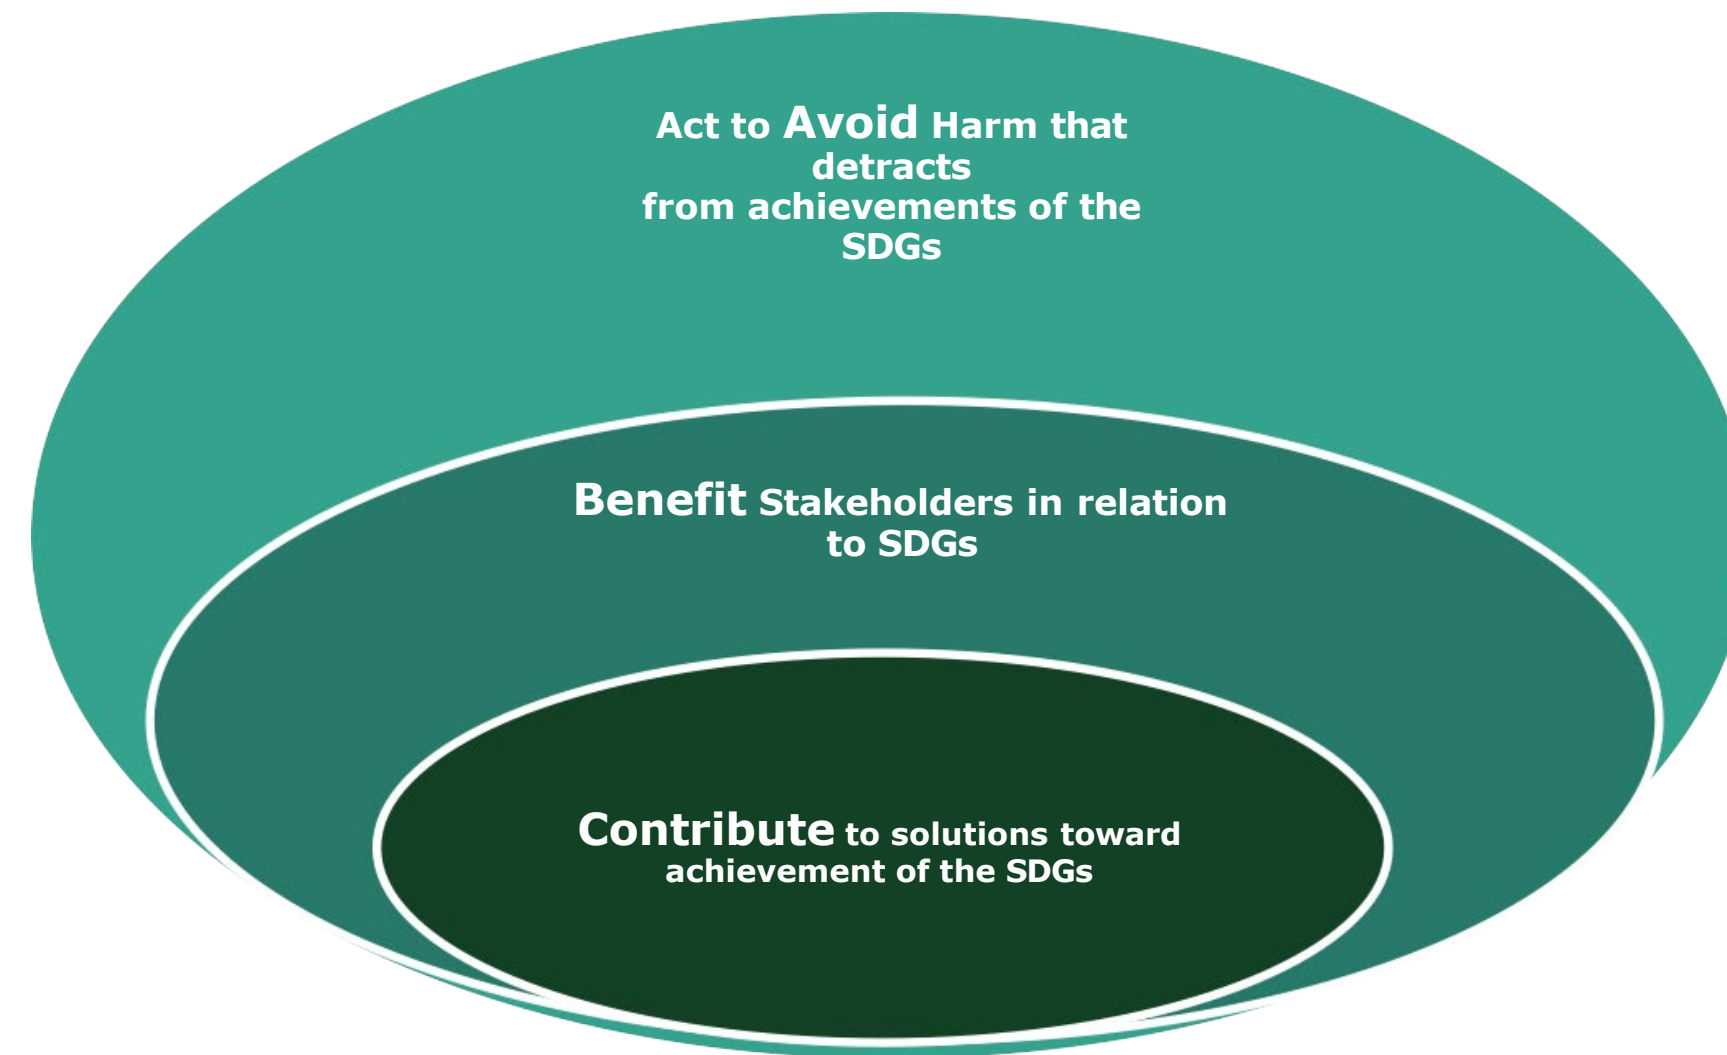 Act to Avoid Harm that
detracts
from achievements of the
SDGs
Benefit Stakeholders in relation
to SDGs
Contribute to solutions toward
achievement of the SDGs